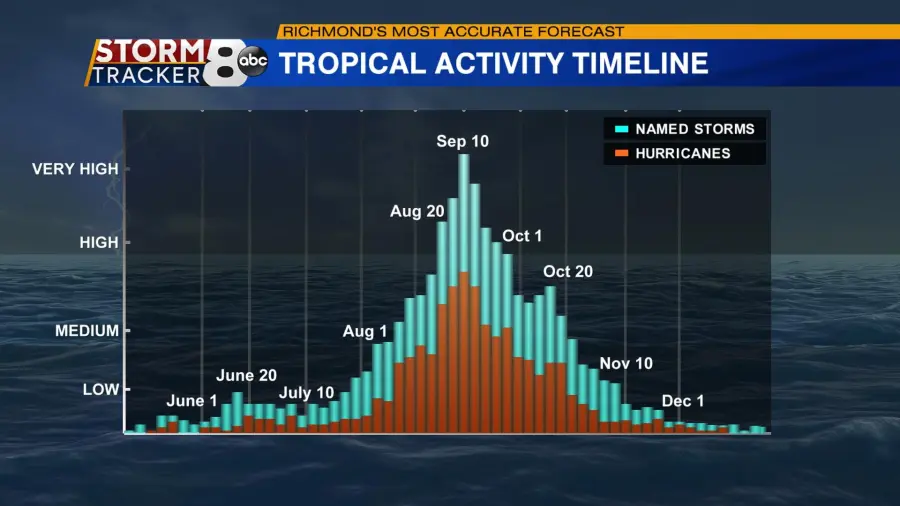 RICHMOND'S MOST ACCURATE FORECAST
STORM
TRACKER
8
abc
TROPICAL ACTIVITY TIMELINE
NAMED STORMS
HURRICANES
VERY HIGH
HIGH
MEDIUM
LOW
June 1
June 20
July 10
Aug 1
Aug 20
Sep 10
Oct 1
Oct 20
Nov 10
Dec 1